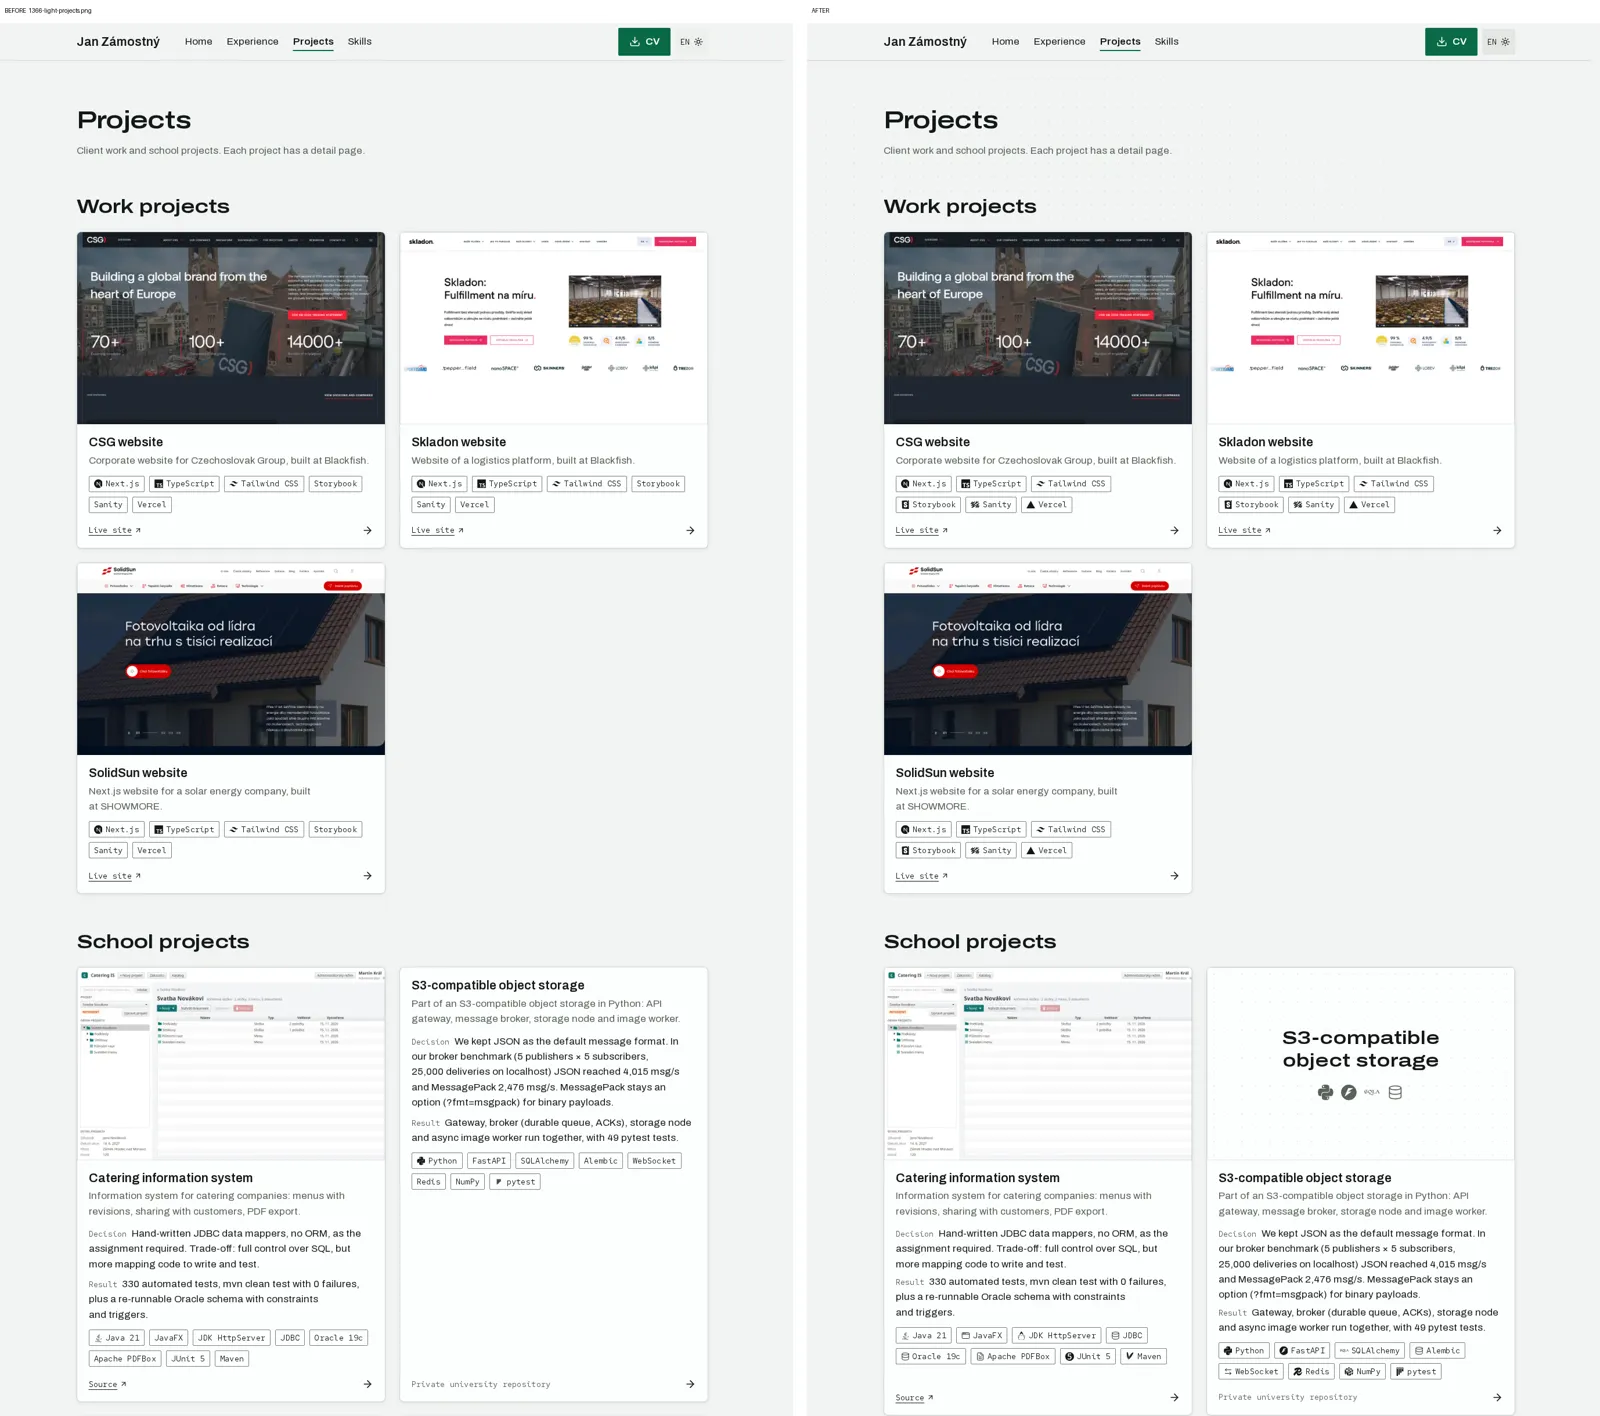 BEFORE 1366-light-projects.png
Jan Zámostný Home Experience Projects Skills CV EN
Projects
Client work and school projects. Each project has a detail page.
Work projects
CSG
Building a global brand from the
heart of Europe
70+ 100+ 14000+
CSG
skladon.
Skladon:
Fulfillment na míru.
pepper_field nanoSPACE SKINNERS
CSG website
Corporate website for Czechoslovak Group, built at Blackfish.
Next.js TypeScript Tailwind CSS Storybook
Sanity Vercel
Live site
Skladon website
Website of a logistics platform, built at Blackfish.
Next.js TypeScript Tailwind CSS Storybook
Sanity Vercel
Live site
SolidSun
Fotovoltaika od lídra
na trhu s tisíci realizací
SolidSun website
Next.js website for a solar energy company, built
at SHOWMORE.
Next.js TypeScript Tailwind CSS Storybook
Sanity Vercel
Live site
School projects
Catering IS
Svatba Novákovi
Catering information system
Information system for catering companies: menus with
revisions, sharing with customers, PDF export.
Decision Hand-written JDBC data mappers, no ORM, as the
assignment required. Trade-off: full control over SQL, but
more mapping code to write and test.
Result 330 automated tests, mvn clean test with 0 failures,
plus a re-runnable Oracle schema with constraints
and triggers.
Java 21 JavaFX JDK HttpServer JDBC Oracle 19c
Apache PDFBox JUnit 5 Maven
Source
S3-compatible object storage
Part of an S3-compatible object storage in Python: API
gateway, message broker, storage node and image worker.
Decision We kept JSON as the default message format. In
our broker benchmark (5 publishers × 5 subscribers,
25,000 deliveries on localhost) JSON reached 4,015 msg/s
and MessagePack 2,476 msg/s. MessagePack stays an
option (?fmt=msgpack) for binary payloads.
Result Gateway, broker (durable queue, ACKs), storage node
and async image worker run together, with 49 pytest tests.
Python FastAPI SQLAlchemy Alembic WebSocket
Redis NumPy pytest
Private university repository
AFTER
Jan Zámostný Home Experience Projects Skills CV EN
Projects
Client work and school projects. Each project has a detail page.
Work projects
CSG
Building a global brand from the
heart of Europe
70+ 100+ 14000+
CSG
skladon.
Skladon:
Fulfillment na míru.
pepper_field nanoSPACE SKINNERS
CSG website
Corporate website for Czechoslovak Group, built at Blackfish.
Next.js TypeScript Tailwind CSS
Storybook Sanity Vercel
Live site
Skladon website
Website of a logistics platform, built at Blackfish.
Next.js TypeScript Tailwind CSS
Storybook Sanity Vercel
Live site
SolidSun
Fotovoltaika od lídra
na trhu s tisíci realizací
SolidSun website
Next.js website for a solar energy company, built
at SHOWMORE.
Next.js TypeScript Tailwind CSS
Storybook Sanity Vercel
Live site
School projects
Catering IS
Svatba Novákovi
Catering information system
Information system for catering companies: menus with
revisions, sharing with customers, PDF export.
Decision Hand-written JDBC data mappers, no ORM, as the
assignment required. Trade-off: full control over SQL, but
more mapping code to write and test.
Result 330 automated tests, mvn clean test with 0 failures,
plus a re-runnable Oracle schema with constraints
and triggers.
Java 21 JavaFX JDK HttpServer JDBC
Oracle 19c Apache PDFBox JUnit 5 Maven
Source
S3-compatible
object storage
S3-compatible object storage
Part of an S3-compatible object storage in Python: API
gateway, message broker, storage node and image worker.
Decision We kept JSON as the default message format. In
our broker benchmark (5 publishers × 5 subscribers,
25,000 deliveries on localhost) JSON reached 4,015 msg/s
and MessagePack 2,476 msg/s. MessagePack stays an
option (?fmt=msgpack) for binary payloads.
Result Gateway, broker (durable queue, ACKs), storage node
and async image worker run together, with 49 pytest tests.
Python FastAPI SQLAlchemy Alembic
WebSocket Redis NumPy pytest
Private university repository